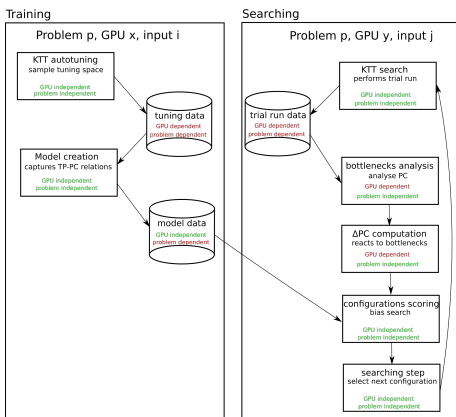 Training
Problem p, GPU x, input i
KTT autotuning
sample tuning space
GPU independent
problem independent
tuning data
GPU dependent
problem dependent
Model creation
captures TP-PC relations
GPU independent
problem independent
model data
GPU independent
problem dependent
Searching
Problem p, GPU y, input j
KTT search
performs trial run
GPU independent
problem independent
trial run data
GPU dependent
problem dependent
bottlenecks analysis
analyse PC
GPU dependent
problem independent
ΔPC computation
reacts to bottlenecks
GPU dependent
problem independent
configurations scoring
bias search
GPU independent
problem independent
searching step
select next configuration
GPU independent
problem independent